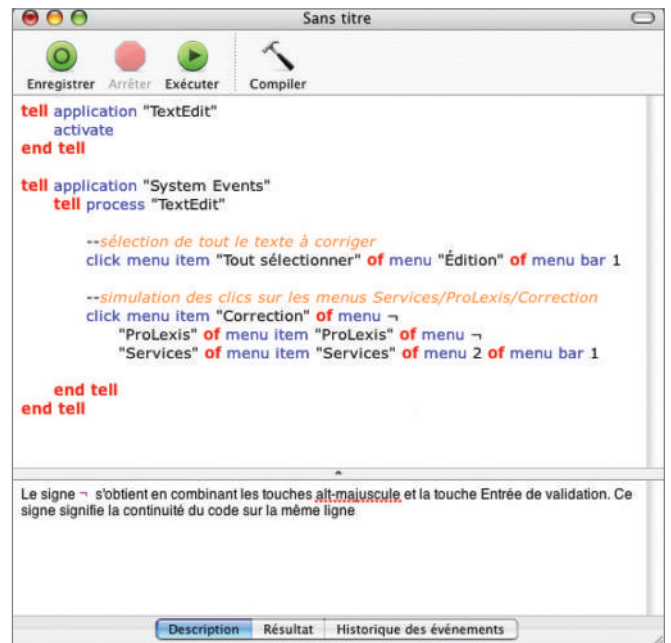 Sans titre
Enregistrer Arrêter Exécuter Compiler
tell application "TextEdit"
activate
end tell
tell application "System Events"
tell process "TextEdit"
--sélection de tout le texte à corriger
click menu item "Tout sélectionner" of menu "Édition" of menu bar 1
--simulation des clics sur les menus Services/ProLexis/Correction
click menu item "Correction" of menu ¬
"ProLexis" of menu item "ProLexis" of menu ¬
"Services" of menu item "Services" of menu 2 of menu bar 1
end tell
end tell
Le signe ¬ s'obtient en combinant les touches alt-majuscule et la touche Entrée de validation. Ce
signe signifie la continuité du code sur la même ligne
Description Résultat Historique des événements